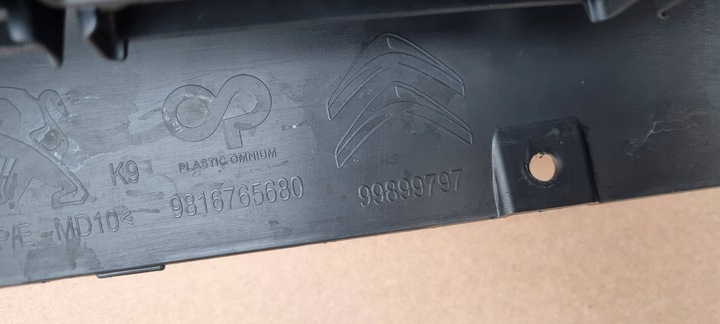 K9
PLASTIC OMNIUM
P/E -MD10<
9816765680
99899797